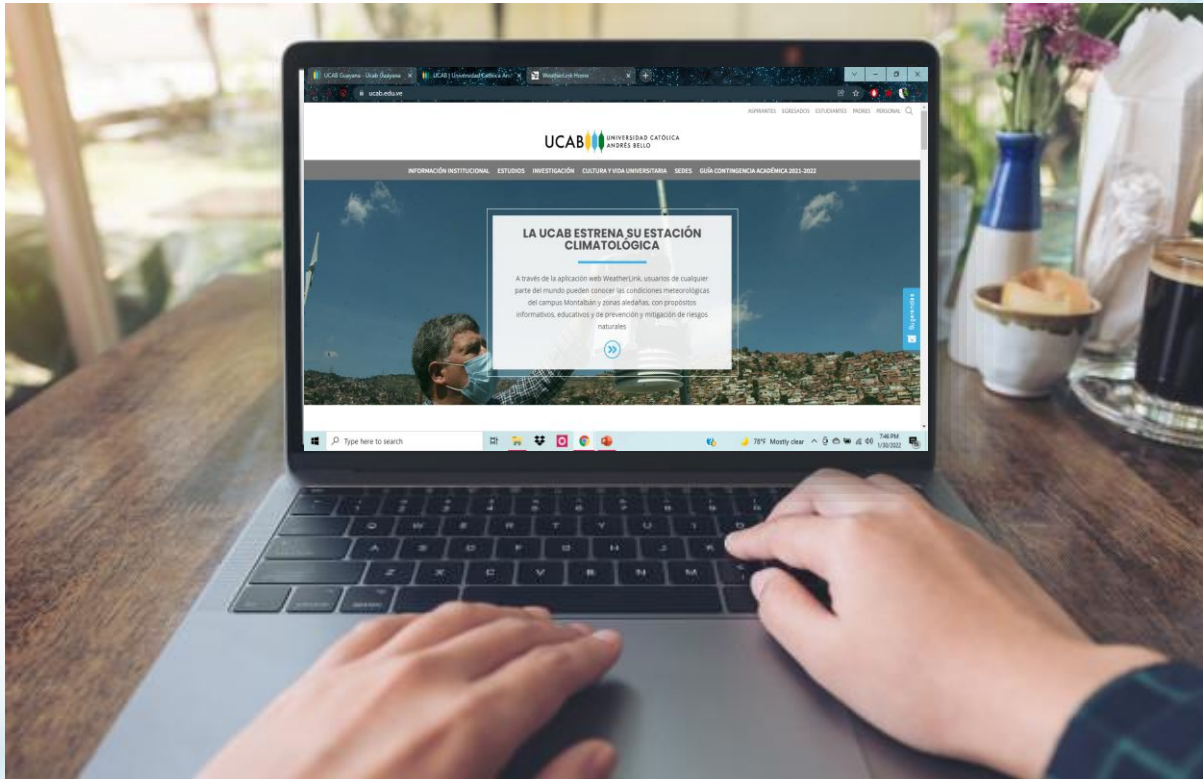 UCAB Guayana - Ucab Guayana
UCAB | Universidad Católica An
WeatherLink Home
ucab.edu.ve
ASPIRANTES EGRESADOS ESTUDIANTES PADRES PERSONAL
UCAB UNIVERSIDAD CATÓLICA
ANDRÉS BELLO
INFORMACIÓN INSTITUCIONAL ESTUDIOS INVESTIGACIÓN CULTURA Y VIDA UNIVERSITARIA SEDES GUÍA CONTINGENCIA ACADÉMICA 2021-2022
LA UCAB ESTRENA SU ESTACIÓN
CLIMATOLÓGICA
A través de la aplicación web WeatherLink, usuarios de cualquier
parte del mundo pueden conocer las condiciones meteorológicas
del campus Montalbán y zonas aledañas, con propósitos
informativos, educativos y de prevención y mitigación de riesgos
naturales
Sugerencias
Type here to search
78°F Mostly clear
7:46 PM
1/30/2022
Q W E R T Y U I
A S D F G H J K
Z X C V B N M